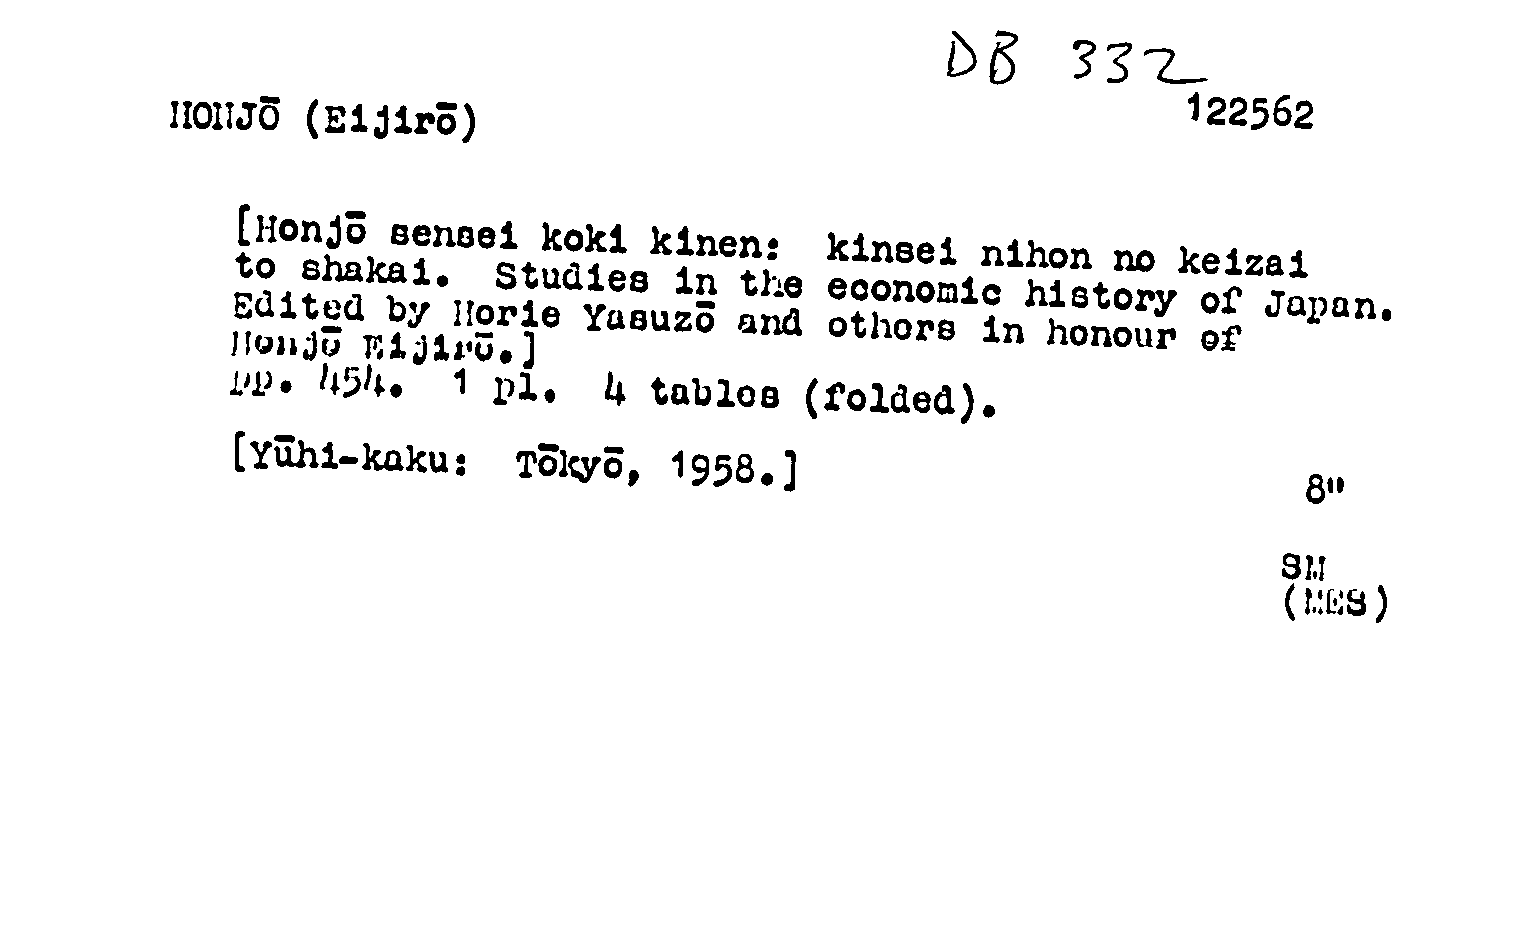 DB 332
HONJŌ (Eijirō)
122562
[Honjō sensei koki kinen: kinsei nihon no keizai
to shakai. Studies in the economic history of Japan.
Edited by Horie Yasuzō and others in honour of
Honjō Eijirō.]
pp. 454. 1 pl. 4 tables (folded).
[Yūhi-kaku: Tōkyō, 1958.]
8"
SM
(MES)